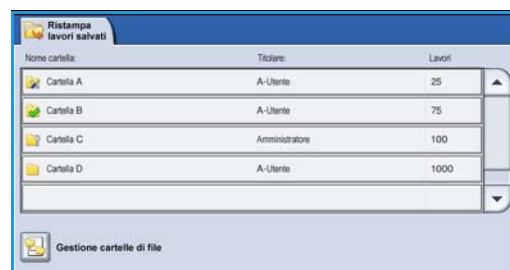 Ristampa
lavori salvati
Nome cartella: Titolare: Lavori
Cartella A A-Utente 25
Cartella B A-Utente 75
Cartella C Amministratore 100
Cartella D A-Utente 1000
Gestione cartelle di file